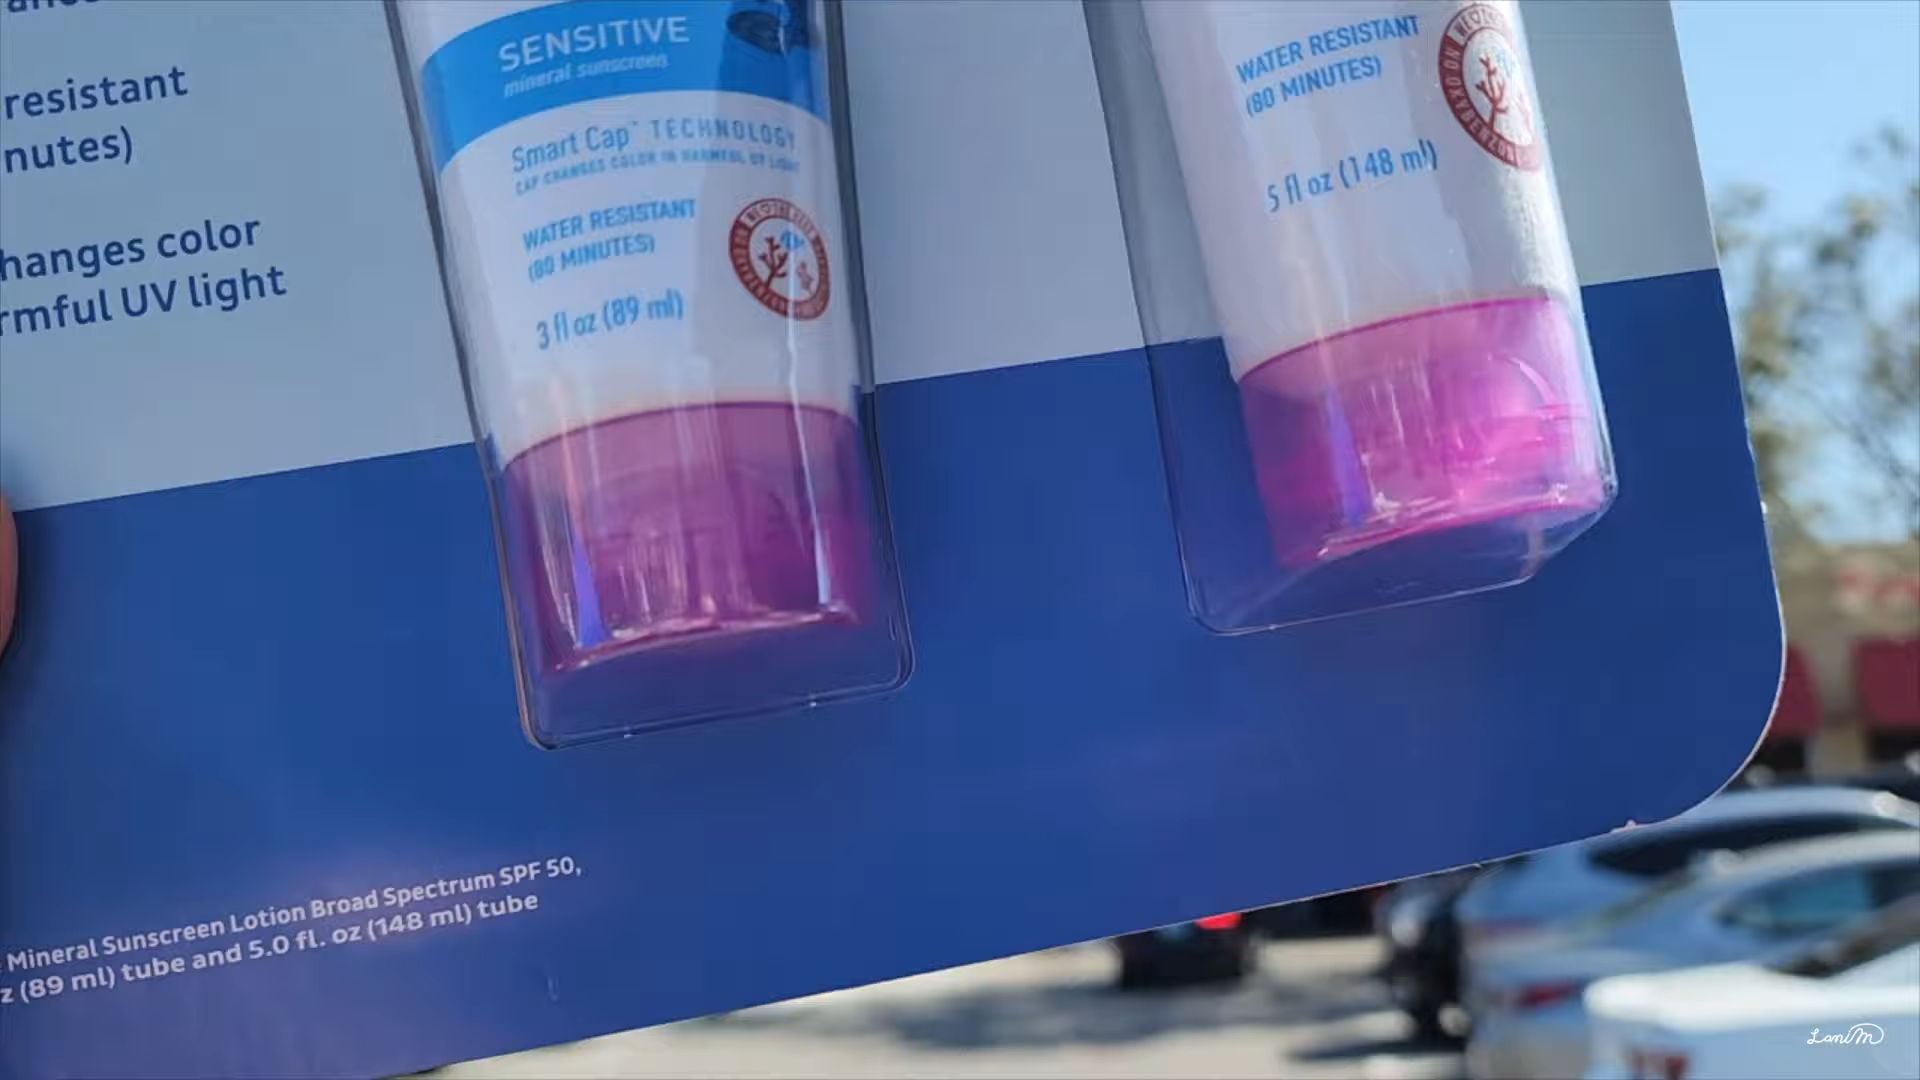 resistant
nutes)
hanges color
rmful UV light
SENSITIVE
mineral sunscreen
Smart Cap™ TECHNOLOGY
CAP CHANGES COLOR IN HARMFUL UV LIGHT
WATER RESISTANT
(80 MINUTES)
3 fl oz (89 ml)
WATER RESISTANT
(80 MINUTES)
5 fl oz (148 ml)
Mineral Sunscreen Lotion Broad Spectrum SPF 50,
z (89 ml) tube and 5.0 fl. oz (148 ml) tube
LaniM